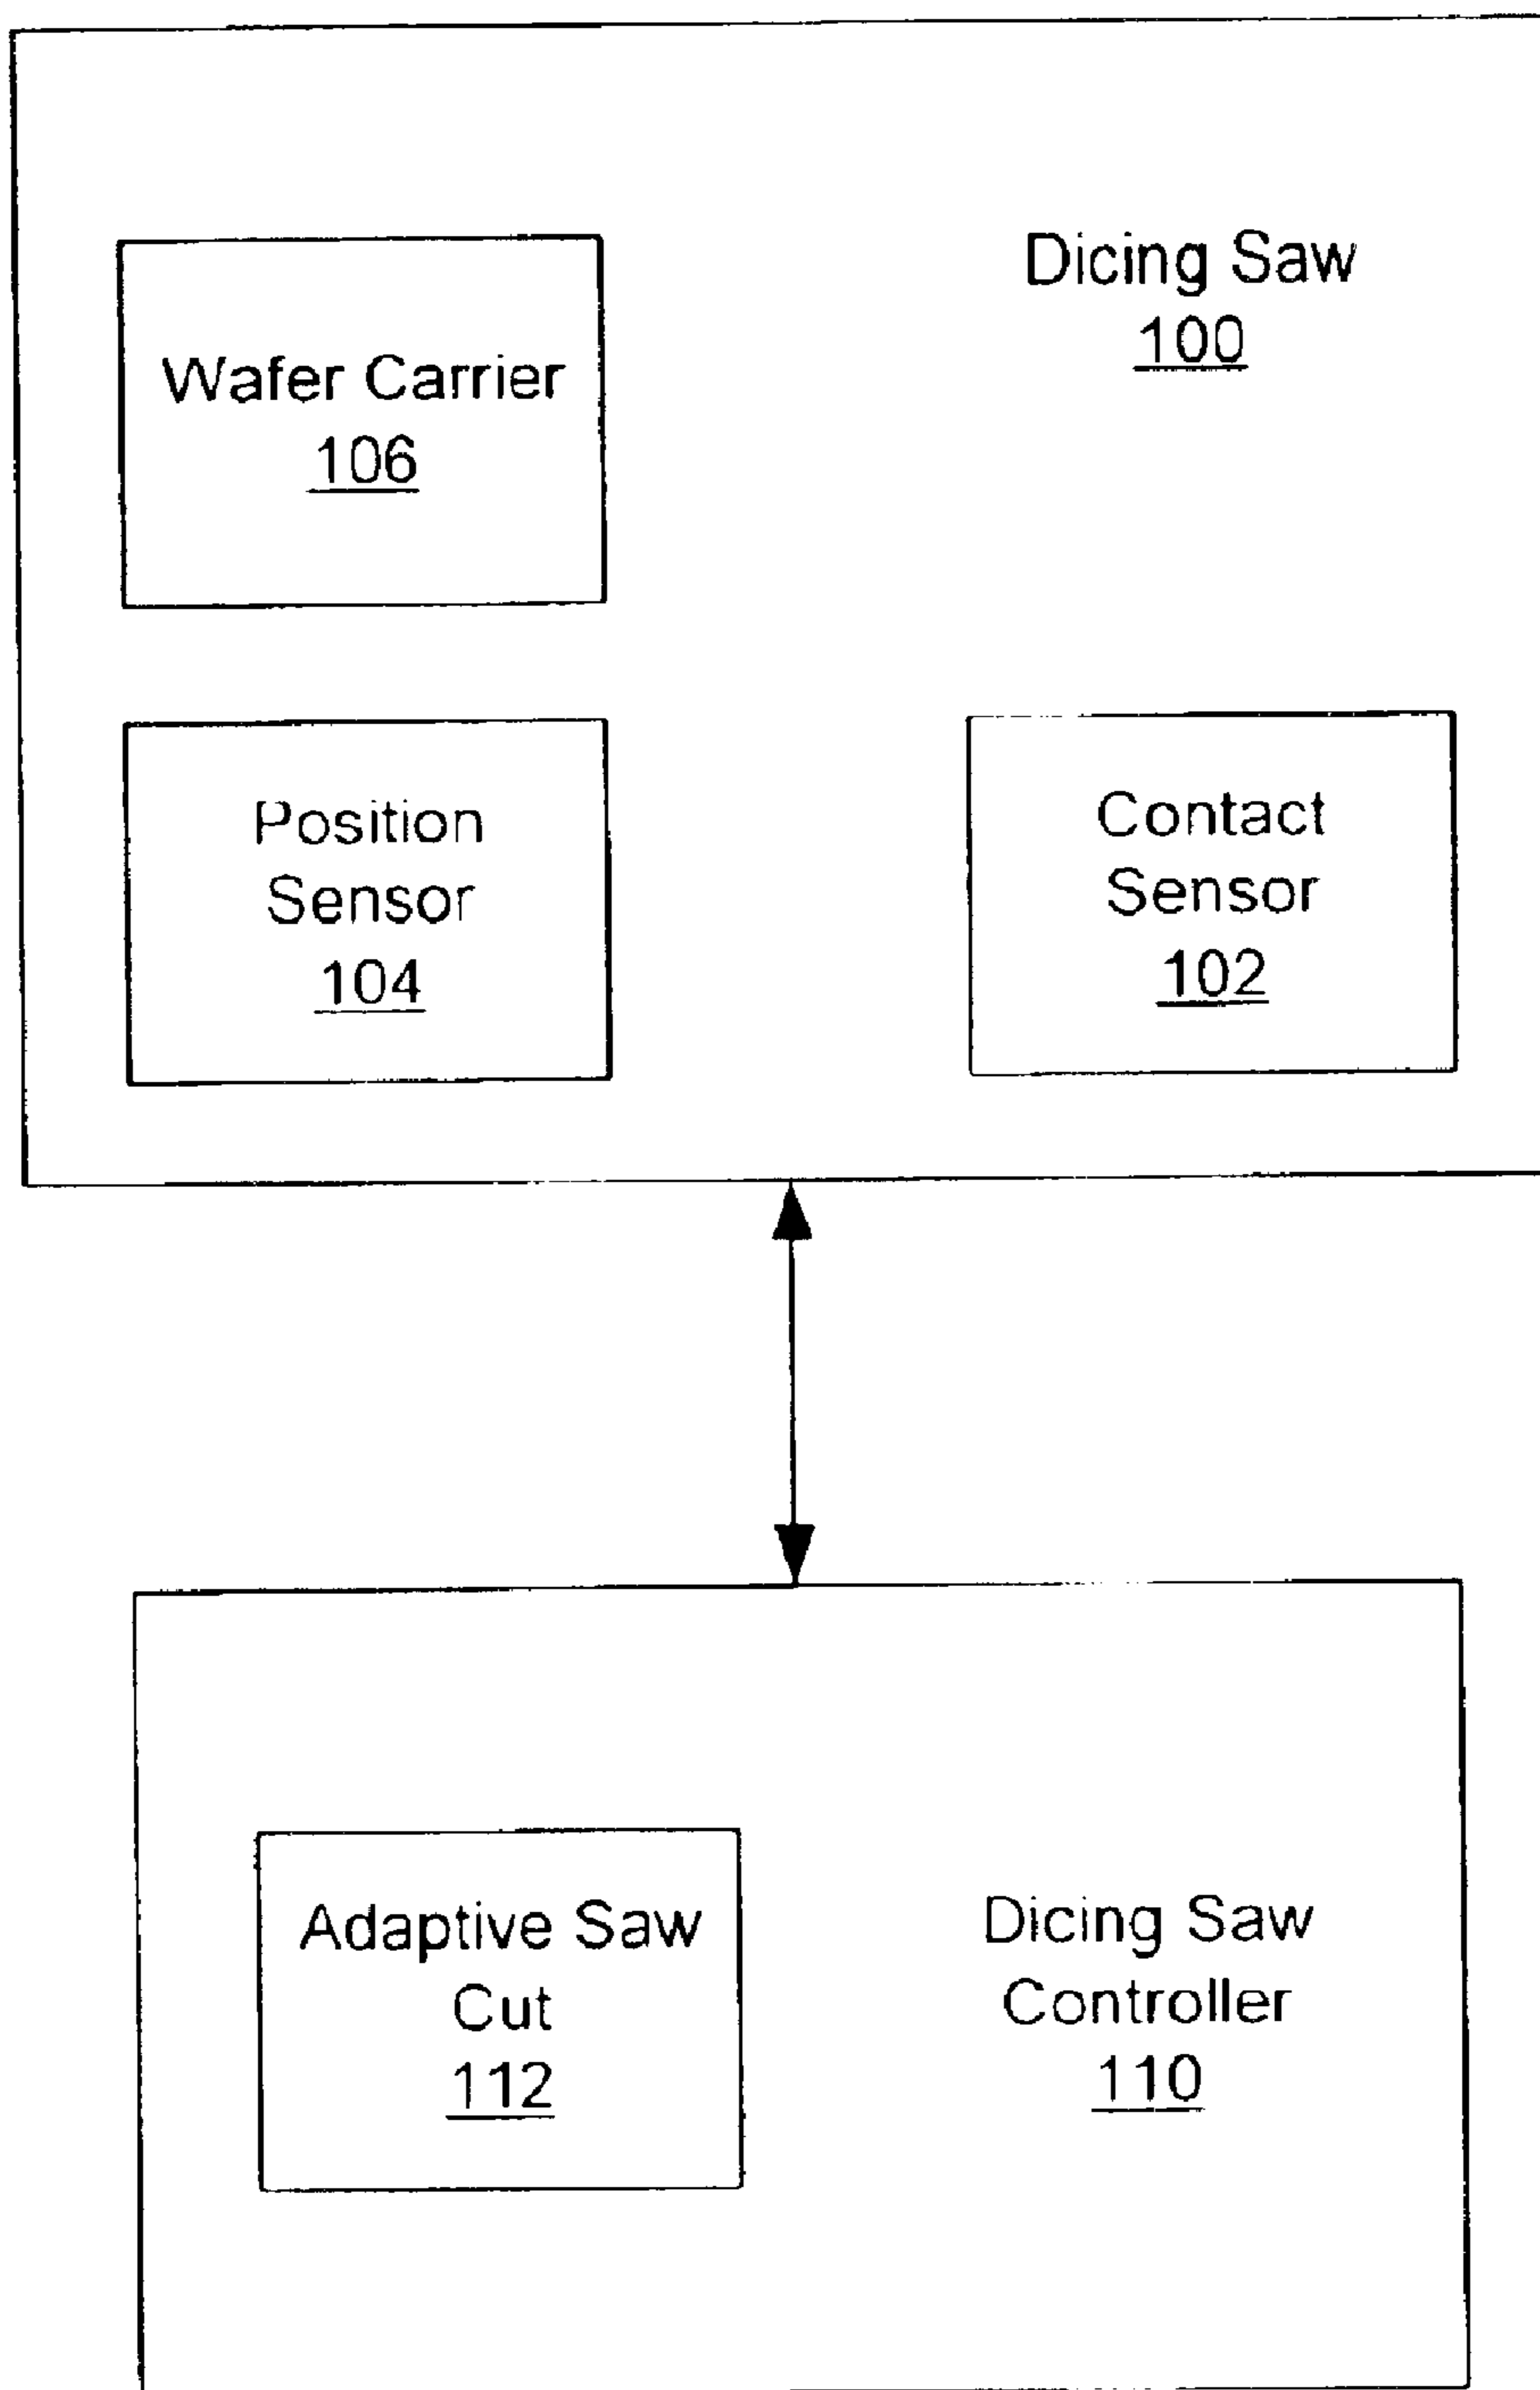 Dicing Saw
100
Wafer Carrier
106
Position
Sensor
104
Contact
Sensor
102
Adaptive Saw
Cut
112
Dicing Saw
Controller
110